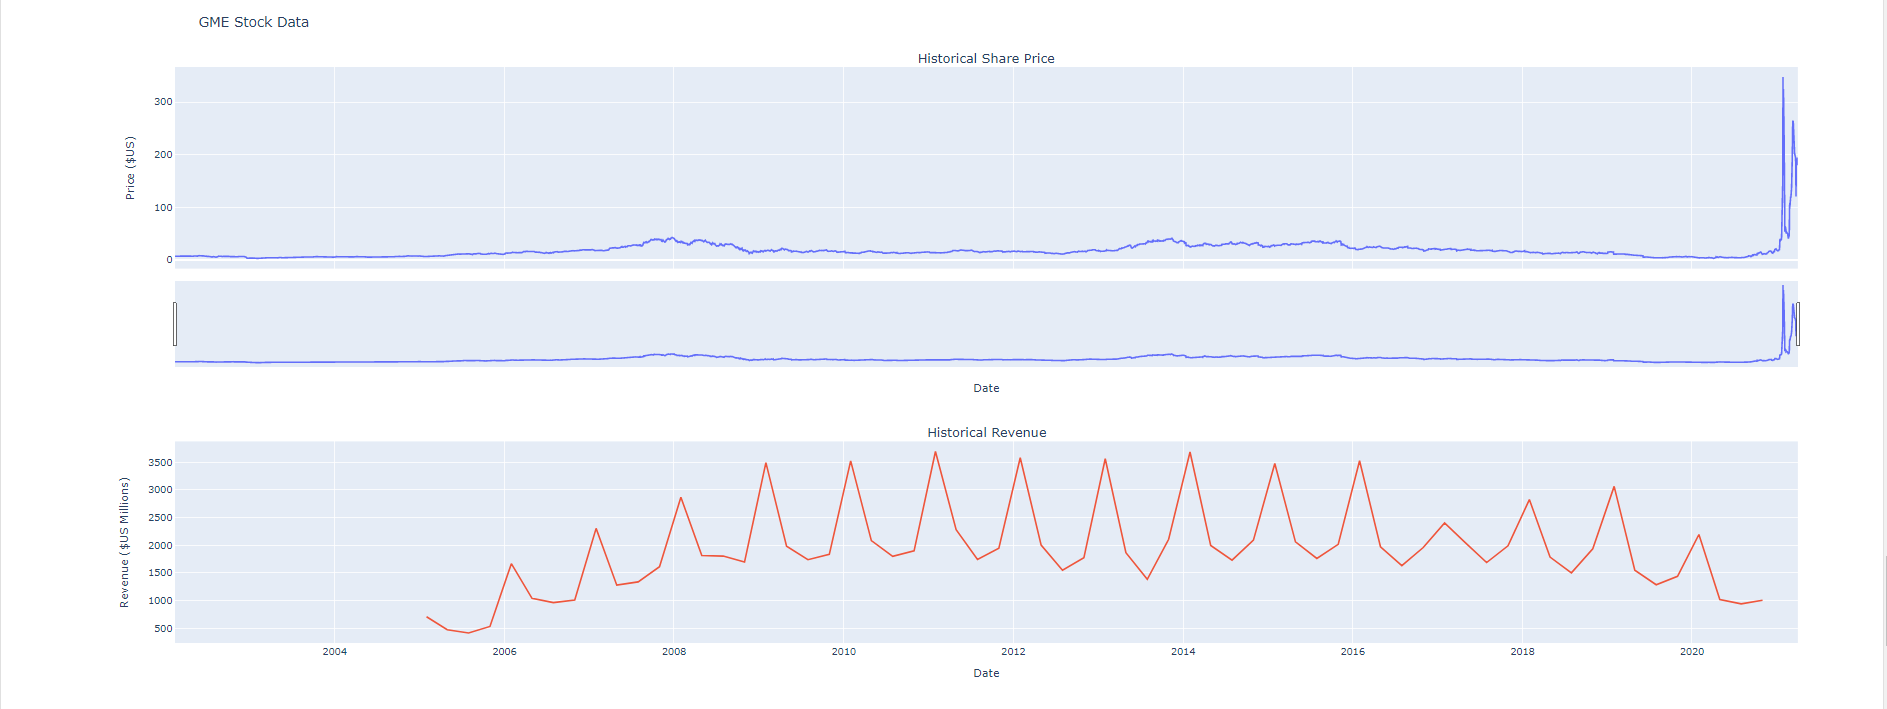 GME Stock Data
Historical Share Price
Price ($US)
300
200
100
0
Date
Historical Revenue
Revenue ($US Millions)
3500
3000
2500
2000
1500
1000
500
2004 2006 2008 2010 2012 2014 2016 2018 2020
Date